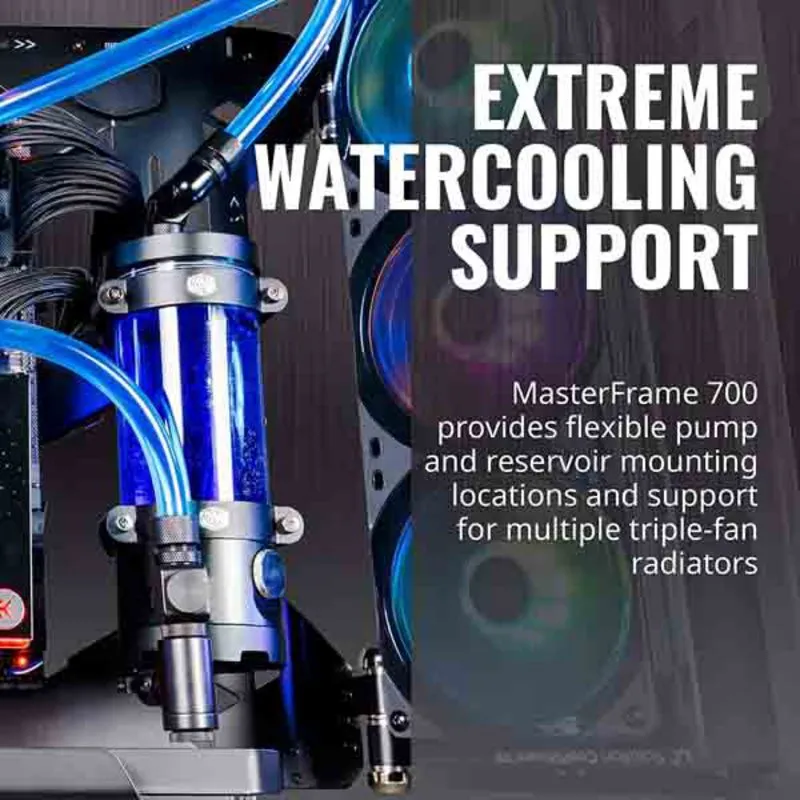 EXTREME
WATERCOOLING
SUPPORT
MasterFrame 700
provides flexible pump
and reservoir mounting
locations and support
for multiple triple-fan
radiators